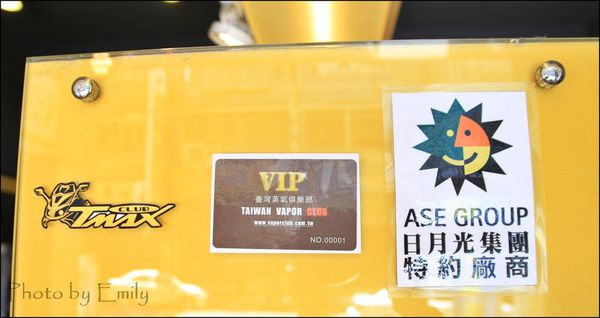 CLUB
TMAX
VIP
臺灣蒸氣俱樂部
TAIWAN VAPOR CLUB
www.vaporclub.com.tw
NO.00001
ASE GROUP
日月光集團
特約廠商
Photo by Emily